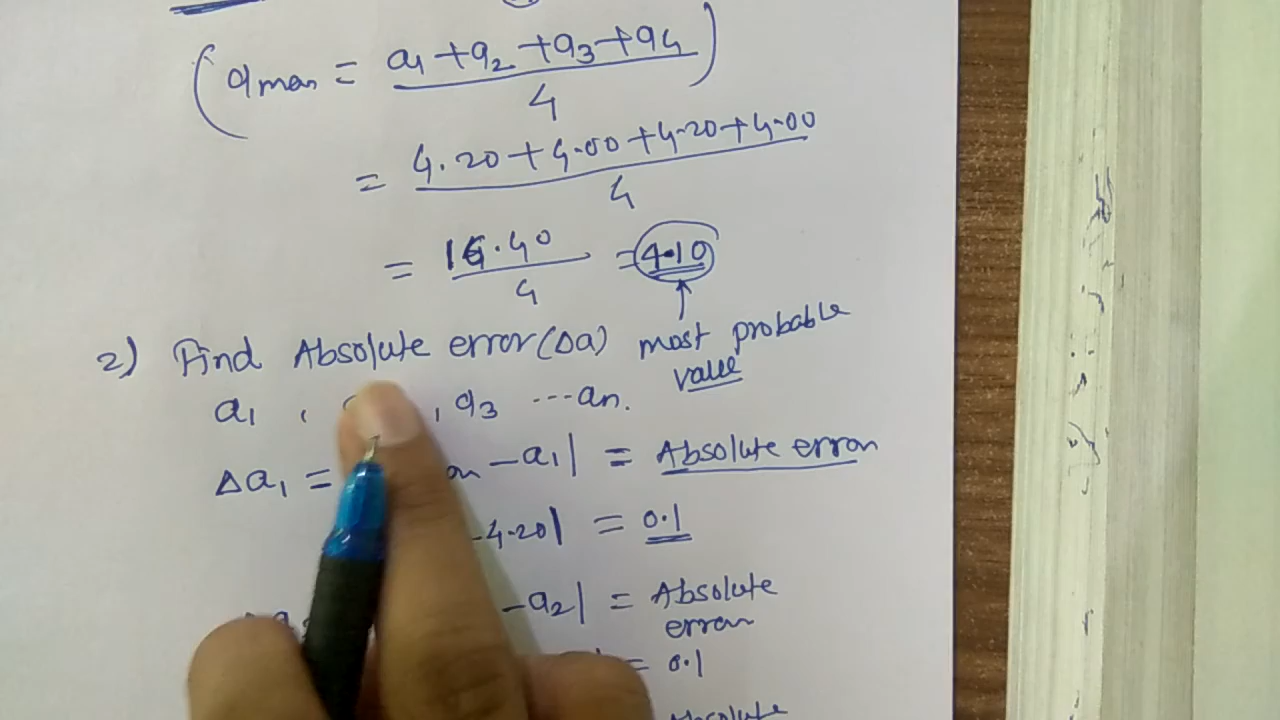 (amean = a1 + a2 + a3 + a4 / 4)
= 4.20 + 4.00 + 4.20 + 4.00 / 4
= 16.40 / 4 = 4.10
2) Find Absolute error (Δa) most probable value
a1 , , a3 ... an.
Δa1 = - a1| = Absolute error
- 4.20| = 0.1
- a2| = Absolute error
| = 0.1
Absolute